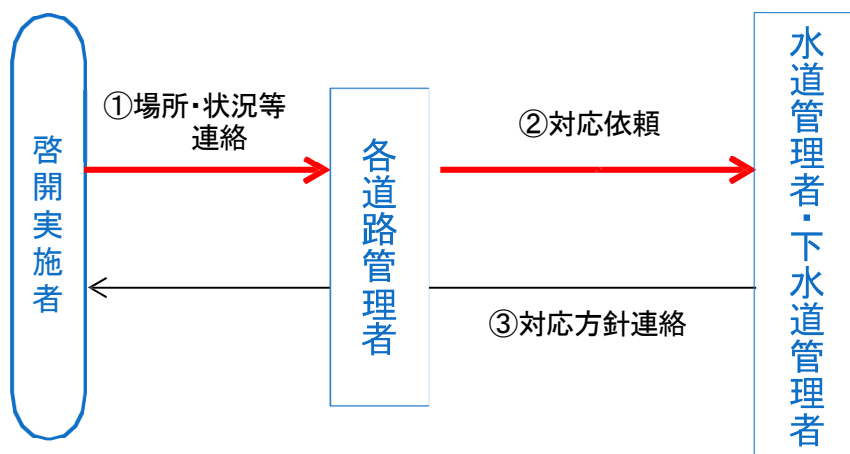 啓開実施者
①場所・状況等
連絡
各道路管理者
②対応依頼
③対応方針連絡
水道管理者・下水道管理者